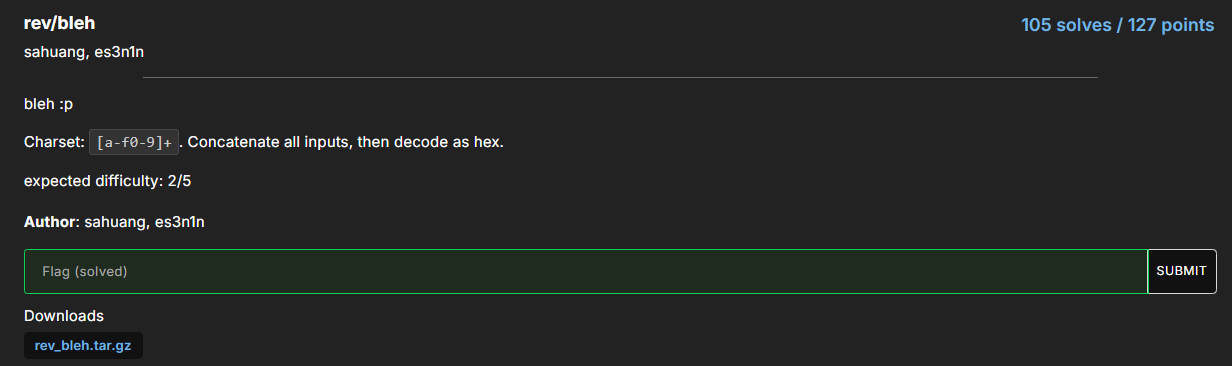 rev/bleh
105 solves / 127 points
sahuang, es3n1n
bleh :p
Charset: [a-f0-9]+. Concatenate all inputs, then decode as hex.
expected difficulty: 2/5
Author: sahuang, es3n1n
Flag (solved)
SUBMIT
Downloads
rev_bleh.tar.gz